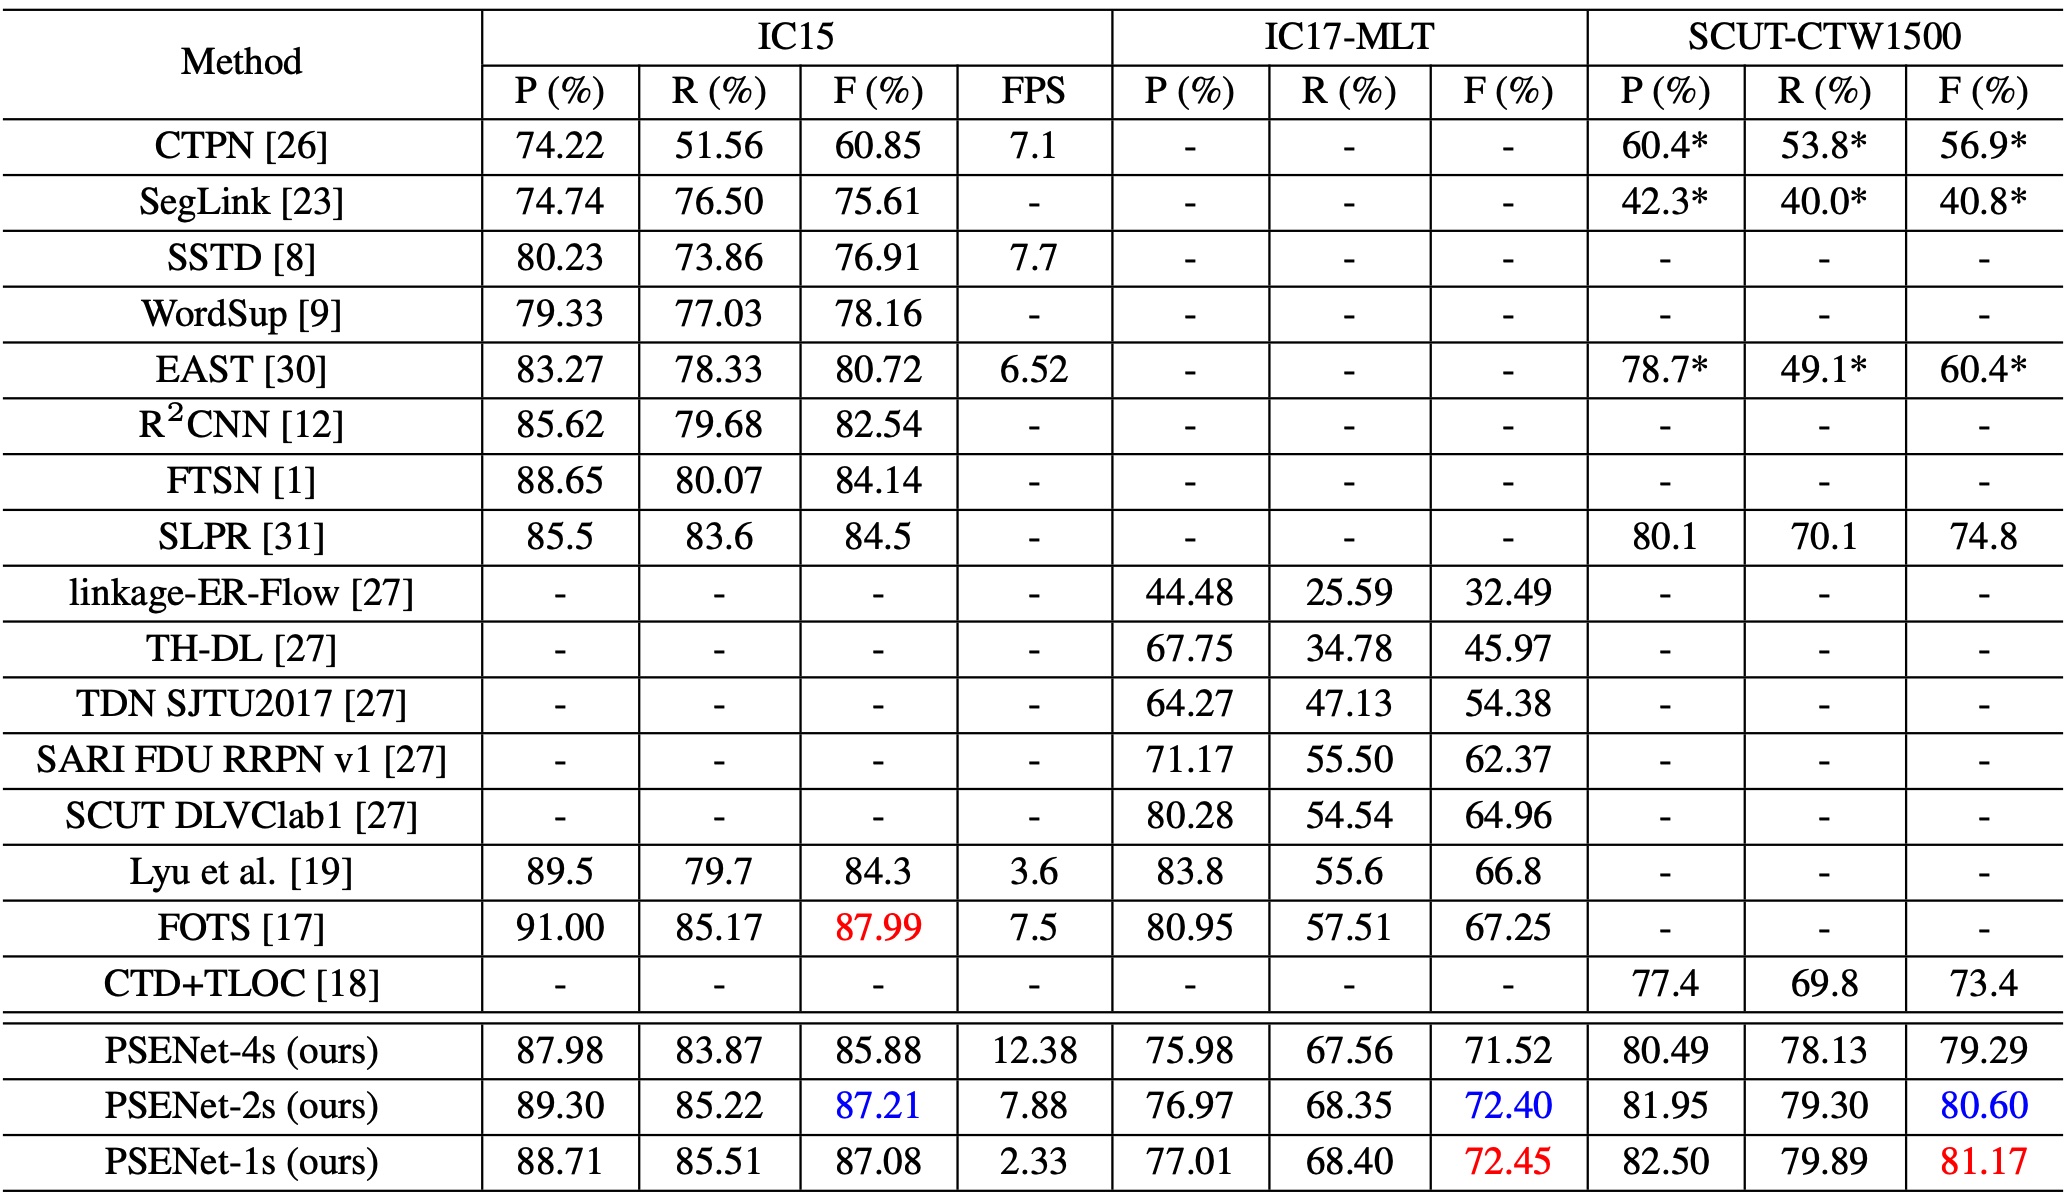 Method IC15 IC17-MLT SCUT-CTW1500
P (%) R (%) F (%) FPS P (%) R (%) F (%) P (%) R (%) F (%)
CTPN [26] 74.22 51.56 60.85 7.1 - - - 60.4* 53.8* 56.9*
SegLink [23] 74.74 76.50 75.61 - - - - 42.3* 40.0* 40.8*
SSTD [8] 80.23 73.86 76.91 7.7 - - - - - -
WordSup [9] 79.33 77.03 78.16 - - - - - - -
EAST [30] 83.27 78.33 80.72 6.52 - - - 78.7* 49.1* 60.4*
R²CNN [12] 85.62 79.68 82.54 - - - - - - -
FTSN [1] 88.65 80.07 84.14 - - - - - - -
SLPR [31] 85.5 83.6 84.5 - - - - 80.1 70.1 74.8
linkage-ER-Flow [27] - - - - 44.48 25.59 32.49 - - -
TH-DL [27] - - - - 67.75 34.78 45.97 - - -
TDN SJTU2017 [27] - - - - 64.27 47.13 54.38 - - -
SARI FDU RRPN v1 [27] - - - - 71.17 55.50 62.37 - - -
SCUT DLVClab1 [27] - - - - 80.28 54.54 64.96 - - -
Lyu et al. [19] 89.5 79.7 84.3 3.6 83.8 55.6 66.8 - - -
FOTS [17] 91.00 85.17 87.99 7.5 80.95 57.51 67.25 - - -
CTD+TLOC [18] - - - - - - - 77.4 69.8 73.4
PSENet-4s (ours) 87.98 83.87 85.88 12.38 75.98 67.56 71.52 80.49 78.13 79.29
PSENet-2s (ours) 89.30 85.22 87.21 7.88 76.97 68.35 72.40 81.95 79.30 80.60
PSENet-1s (ours) 88.71 85.51 87.08 2.33 77.01 68.40 72.45 82.50 79.89 81.17